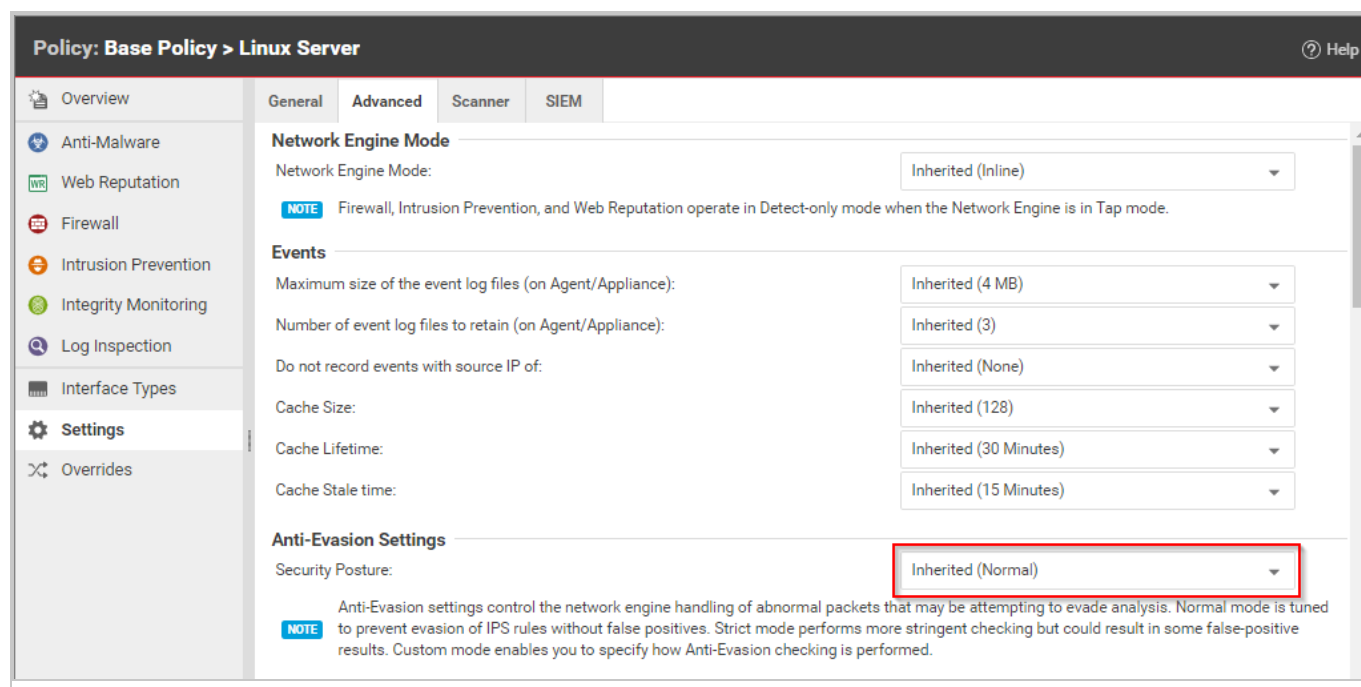 Policy: Base Policy > Linux Server
Help
Overview
Anti-Malware
WR Web Reputation
Firewall
Intrusion Prevention
Integrity Monitoring
Log Inspection
Interface Types
Settings
Overrides
General Advanced Scanner SIEM
Network Engine Mode
Network Engine Mode: Inherited (Inline)
NOTE Firewall, Intrusion Prevention, and Web Reputation operate in Detect-only mode when the Network Engine is in Tap mode.
Events
Maximum size of the event log files (on Agent/Appliance): Inherited (4 MB)
Number of event log files to retain (on Agent/Appliance): Inherited (3)
Do not record events with source IP of: Inherited (None)
Cache Size: Inherited (128)
Cache Lifetime: Inherited (30 Minutes)
Cache Stale time: Inherited (15 Minutes)
Anti-Evasion Settings
Security Posture: Inherited (Normal)
Anti-Evasion settings control the network engine handling of abnormal packets that may be attempting to evade analysis. Normal mode is tuned
NOTE to prevent evasion of IPS rules without false positives. Strict mode performs more stringent checking but could result in some false-positive
results. Custom mode enables you to specify how Anti-Evasion checking is performed.